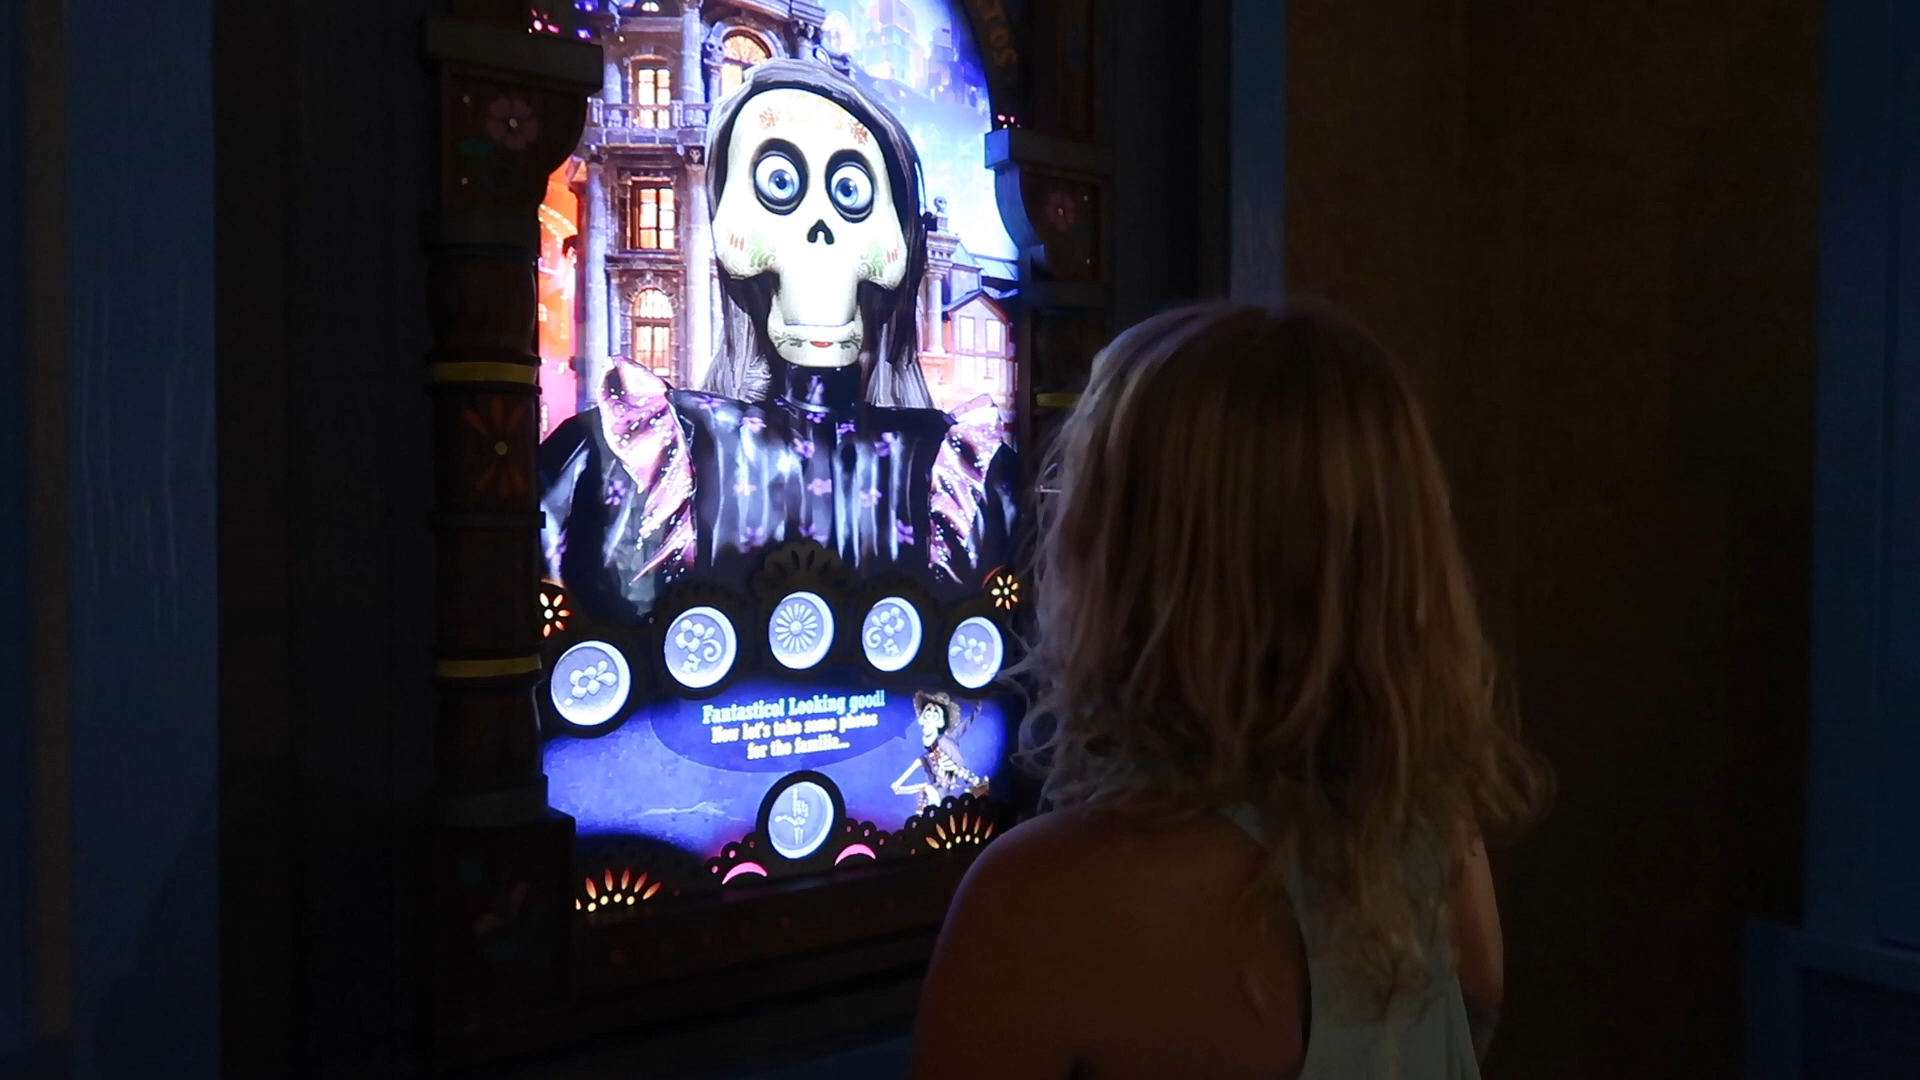 Fantastico! Looking good!
Now let's take some photos
for the familia...